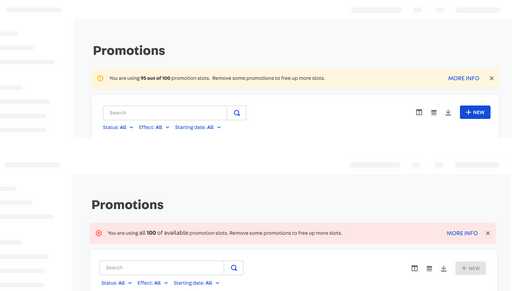 Promotions
You are using 95 out of 100 promotion slots. Remove some promotions to free up more slots. MORE INFO ×
Search
+ NEW
Status: All Effect: All Starting date: All
Promotions
You are using all 100 of available promotion slots. Remove some promotions to free up more slots. MORE INFO ×
Search
+ NEW
Status: All Effect: All Starting date: All